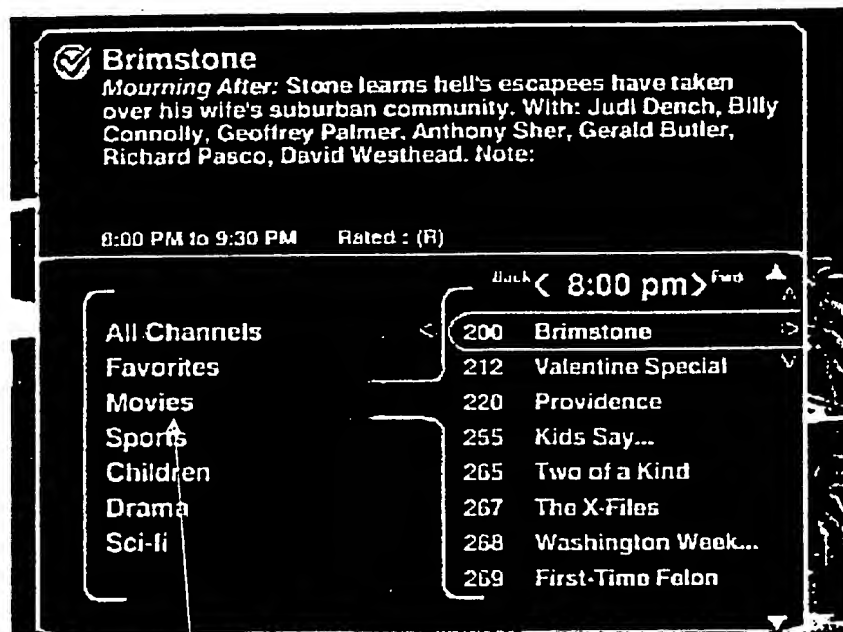 Brimstone
Mourning After: Stone learns hell's escapees have taken
over his wife's suburban community. With: Judi Dench, Billy
Connolly, Geoffrey Palmer, Anthony Sher, Gerald Butler,
Richard Pasco, David Westhead. Note:
8:00 PM to 9:30 PM Rated : (R)
Back < 8:00 pm > Fwd
All Channels
Favorites
Movies
Sports
Children
Drama
Sci-fi
200 Brimstone
212 Valentine Special
220 Providence
255 Kids Say...
265 Two of a Kind
267 The X-Files
268 Washington Week...
269 First-Time Felon